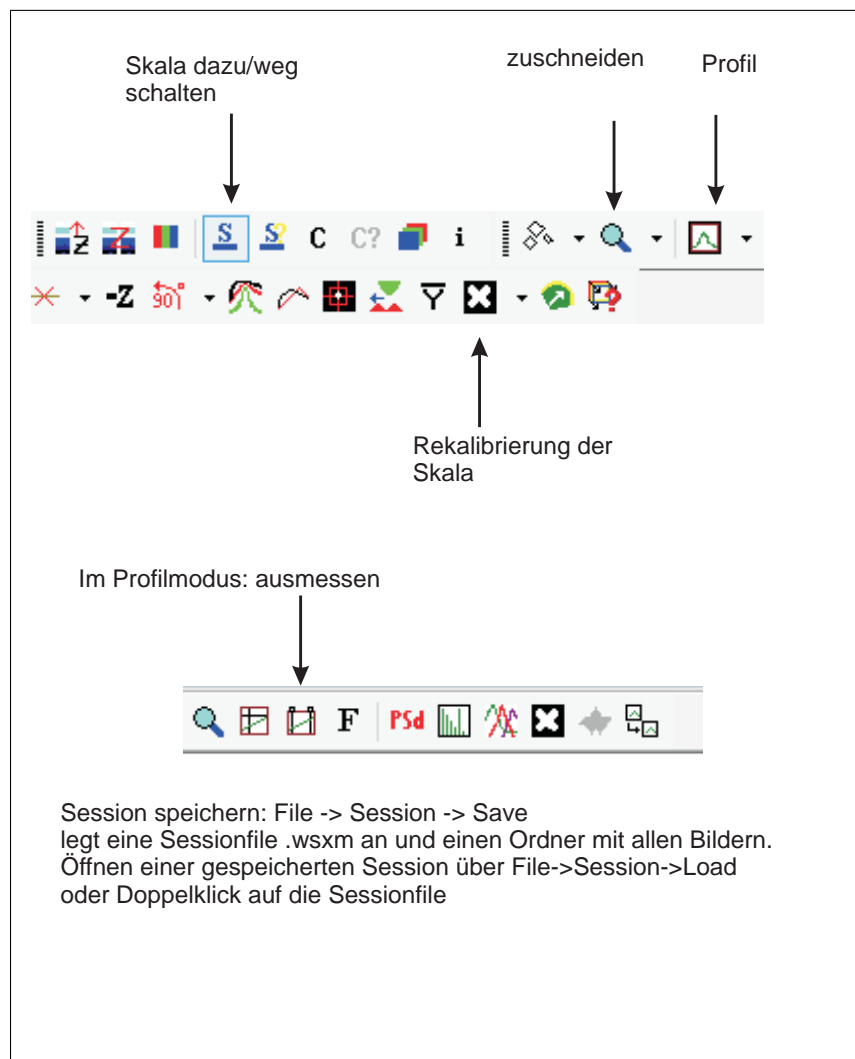 Skala dazu/weg
schalten
zuschneiden
Profil
Z Z S S? C C? i
-Z 90°
Rekalibrierung der
Skala
Im Profilmodus: ausmessen
F PSd
Session speichern: File -> Session -> Save
legt eine Sessionfile .wsxm an und einen Ordner mit allen Bildern.
Öffnen einer gespeicherten Session über File->Session->Load
oder Doppelklick auf die Sessionfile